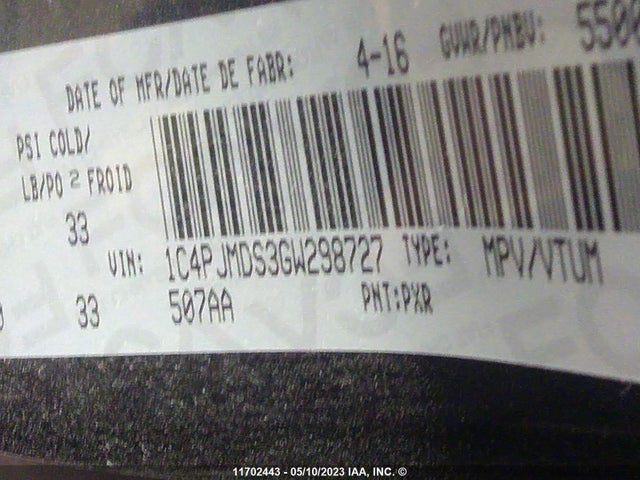 DATE OF MFR/DATE DE FABR: 4-16 GVWR/PNBV:
PSI COLD/
LB/PO 2 FROID
33
VIN: 1C4PJMDS3GW298727 TYPE: MPV/VTUM
33 507AA PNT:PXR
11702443 - 05/10/2023 IAA, INC. ©